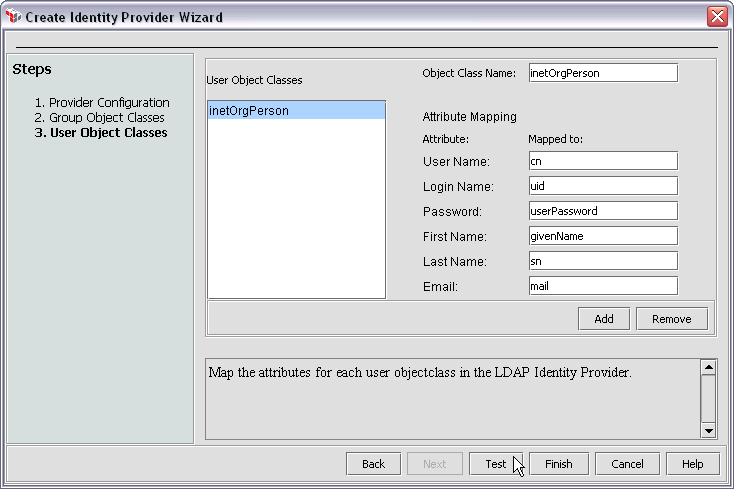 Create Identity Provider Wizard
Steps
1. Provider Configuration
2. Group Object Classes
3. User Object Classes
User Object Classes
inetOrgPerson
Object Class Name: inetOrgPerson
Attribute Mapping
Attribute: Mapped to:
User Name: cn
Login Name: uid
Password: userPassword
First Name: givenName
Last Name: sn
Email: mail
Add Remove
Map the attributes for each user objectclass in the LDAP Identity Provider.
Back Next Test Finish Cancel Help